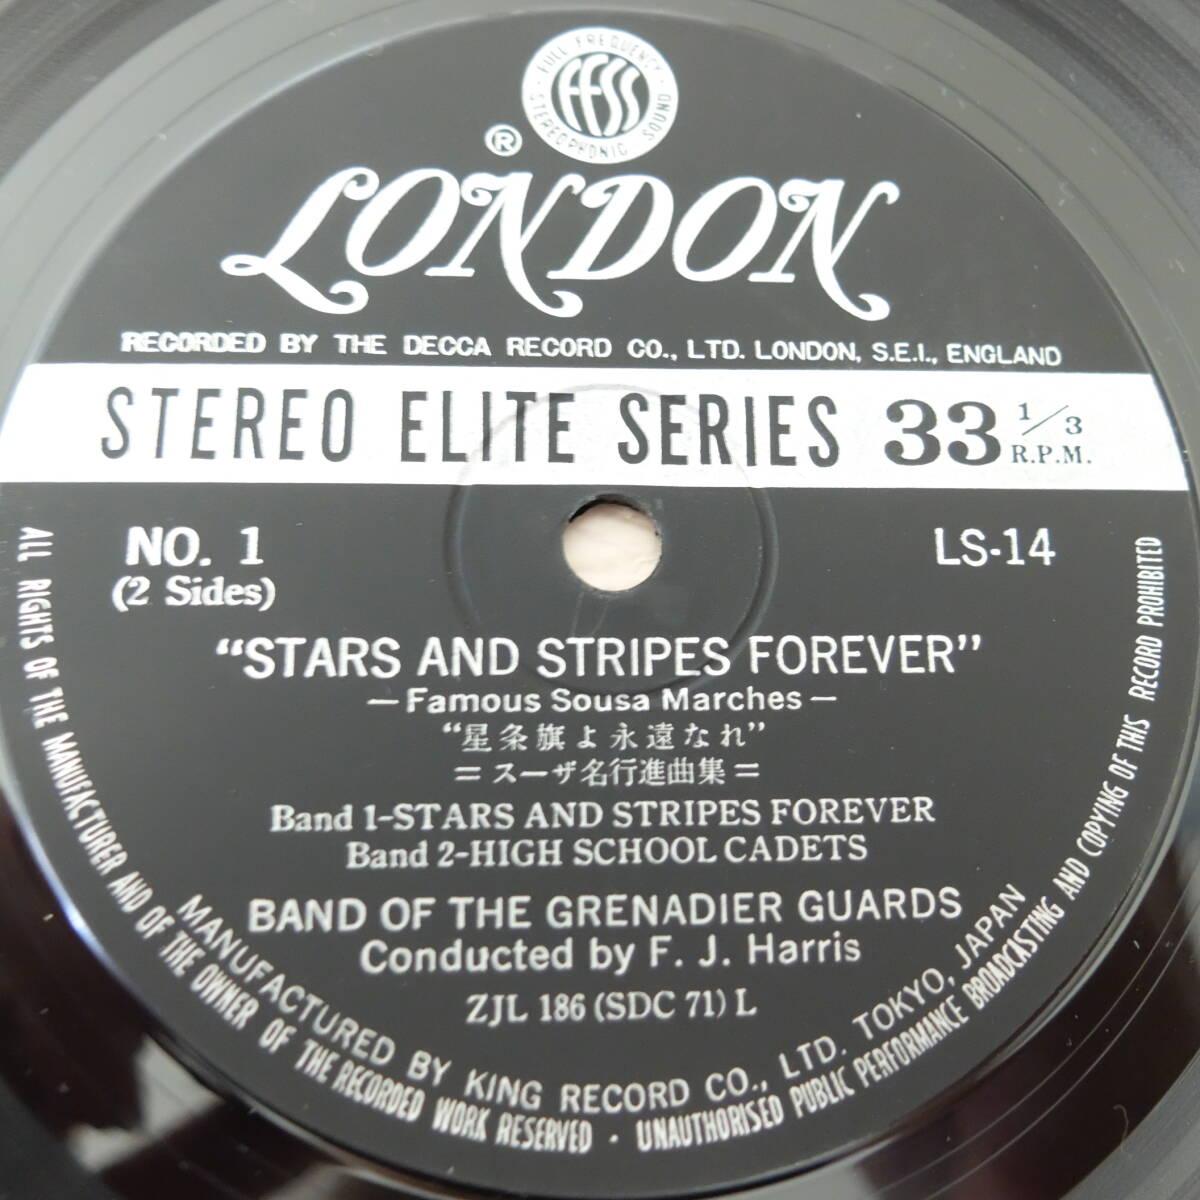 FULL FREQUENCY
FFSS
STEREOPHONIC SOUND
®
LONDON
RECORDED BY THE DECCA RECORD CO., LTD. LONDON, S.E.I., ENGLAND
STEREO ELITE SERIES 33 1/3 R.P.M.
NO. 1
(2 Sides)
LS-14
"STARS AND STRIPES FOREVER"
— Famous Sousa Marches —
"星条旗よ永遠なれ"
= スーザ名行進曲集 =
Band 1-STARS AND STRIPES FOREVER
Band 2-HIGH SCHOOL CADETS
BAND OF THE GRENADIER GUARDS
Conducted by F. J. Harris
ZJL 186 (SDC 71) L
MANUFACTURED BY KING RECORD CO., LTD. TOKYO, JAPAN
ALL RIGHTS OF THE MANUFACTURER AND OF THE OWNER OF THE RECORDED WORK RESERVED · UNAUTHORISED PUBLIC PERFORMANCE BROADCASTING AND COPYING OF THIS RECORD PROHIBITED